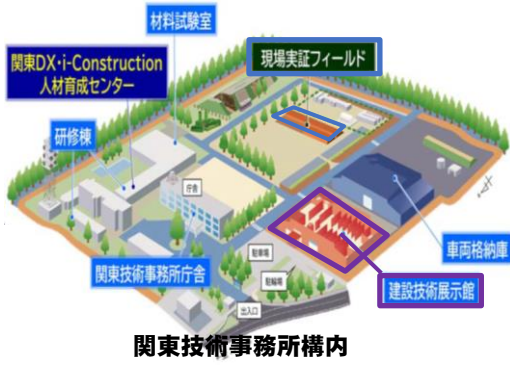 材料試験室
関東DX・i-Construction
人材育成センター
現場実証フィールド
研修棟
庁舎
関東技術事務所庁舎
駐車場
駐輪場
出入口
車両格納庫
建設技術展示館
関東技術事務所構内